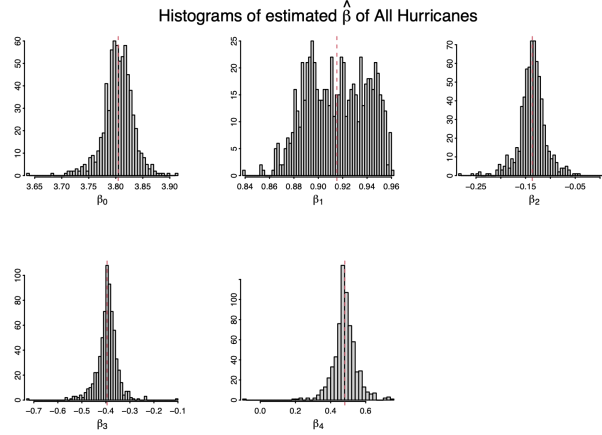 Histograms of estimated β̂ of All Hurricanes
0 10 20 30 40 50 60
3.65 3.70 3.75 3.80 3.85 3.90
β0
0 5 10 15 20 25
0.84 0.86 0.88 0.90 0.92 0.94 0.96
β1
0 10 20 30 40 50 60 70
−0.25 −0.15 −0.05
β2
0 20 40 60 80 100
−0.7 −0.6 −0.5 −0.4 −0.3 −0.2 −0.1
β3
0 20 40 60 80 100
0.0 0.2 0.4 0.6
β4